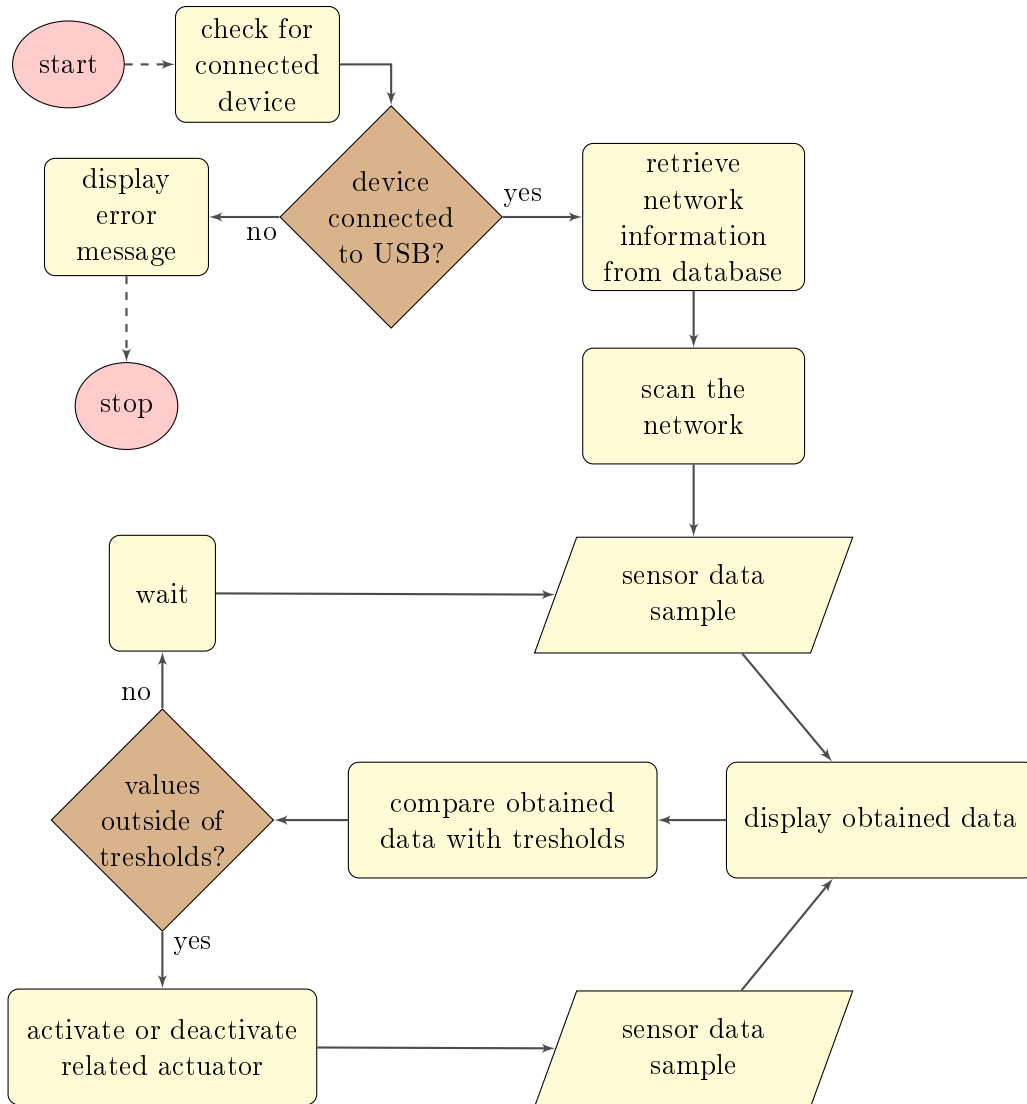 start
check for
connected
device
device
connected
to USB?
yes
no
display
error
message
stop
retrieve
network
information
from database
scan the
network
sensor data
sample
wait
no
values
outside of
tresholds?
yes
compare obtained
data with tresholds
display obtained data
activate or deactivate
related actuator
sensor data
sample